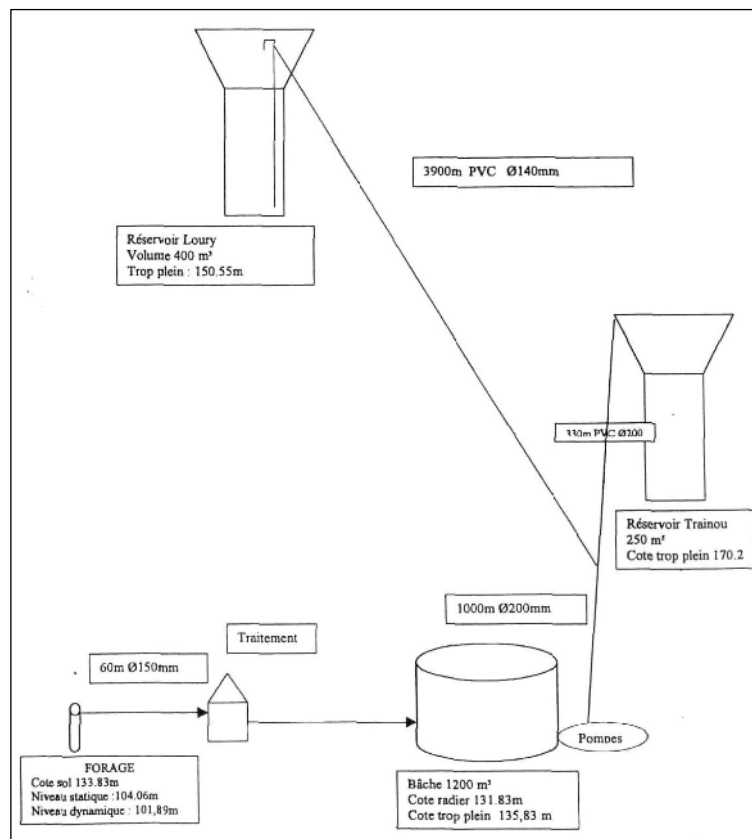 3900m PVC Ø140mm
Réservoir Loury
Volume 400 m³
Trop plein : 150.55m
330m PVC Ø200
Réservoir Trainou
250 m³
Cote trop plein 170.2
1000m Ø200mm
Traitement
60m Ø150mm
Pompes
FORAGE
Cote sol 133.83m
Niveau statique :104.06m
Niveau dynamique : 101,89m
Bâche 1200 m³
Cote radier 131.83m
Cote trop plein 135,83 m